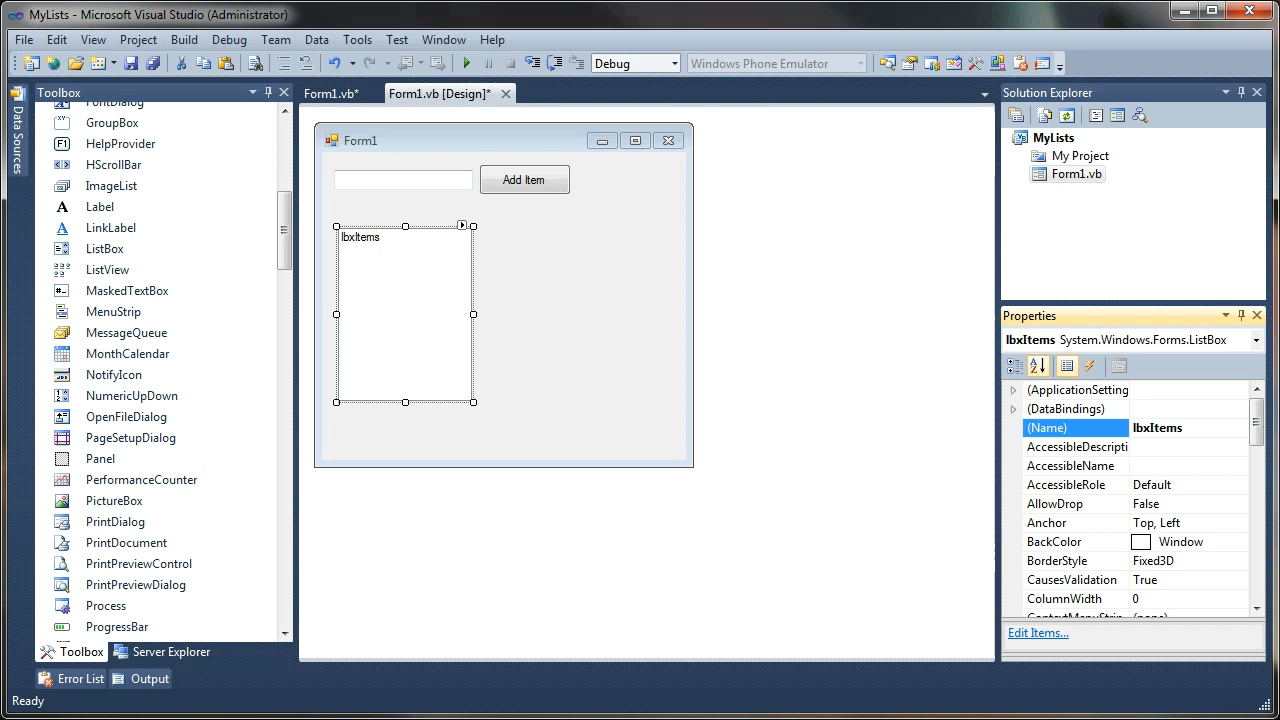 MyLists - Microsoft Visual Studio (Administrator)
File Edit View Project Build Debug Team Data Tools Test Window Help
Debug Windows Phone Emulator
Data Sources
Toolbox
FontDialog
GroupBox
HelpProvider
HScrollBar
ImageList
Label
LinkLabel
ListBox
ListView
MaskedTextBox
MenuStrip
MessageQueue
MonthCalendar
NotifyIcon
NumericUpDown
OpenFileDialog
PageSetupDialog
Panel
PerformanceCounter
PictureBox
PrintDialog
PrintDocument
PrintPreviewControl
PrintPreviewDialog
Process
ProgressBar
Toolbox Server Explorer
Error List Output
Ready
Form1.vb* Form1.vb [Design]*
Form1
Add Item
lbxItems
Solution Explorer
MyLists
My Project
Form1.vb
Properties
lbxItems System.Windows.Forms.ListBox
(ApplicationSetting
(DataBindings)
(Name) lbxItems
AccessibleDescripti
AccessibleName
AccessibleRole Default
AllowDrop False
Anchor Top, Left
BackColor Window
BorderStyle Fixed3D
CausesValidation True
ColumnWidth 0
ContextMenuStrip (none)
Edit Items...